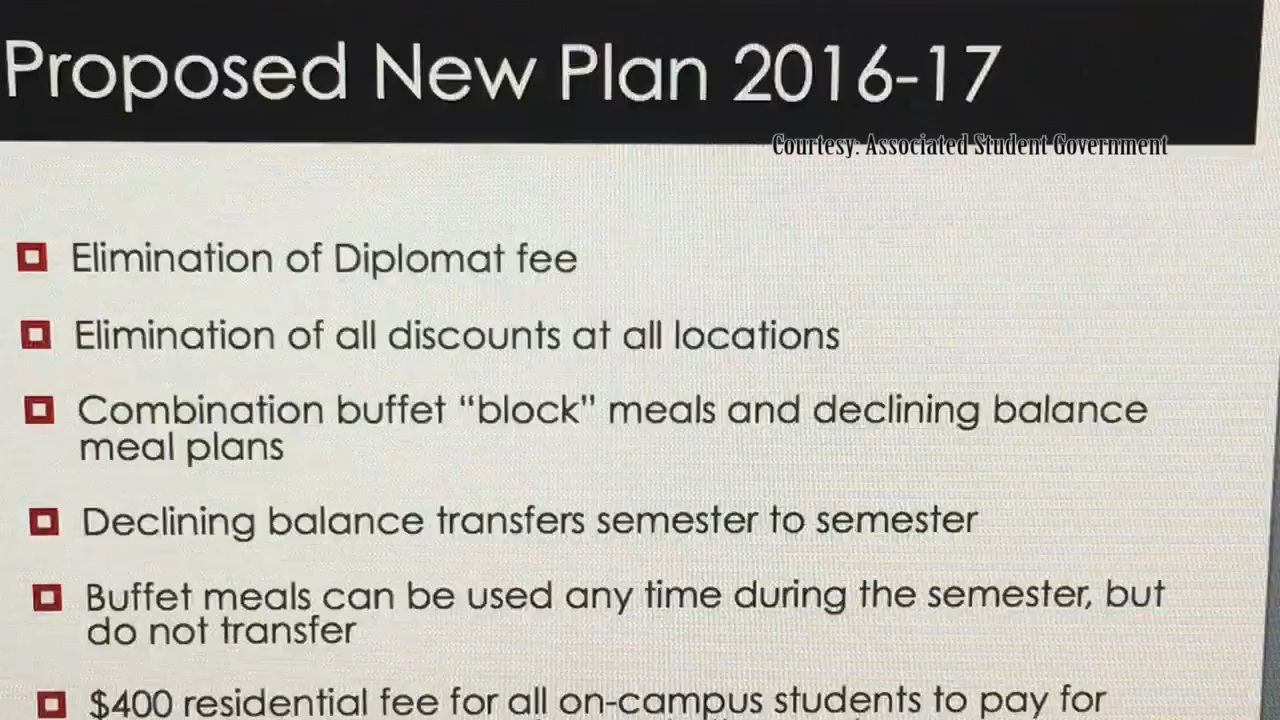 Proposed New Plan 2016-17
Courtesy: Associated Student Government
Elimination of Diplomat fee
Elimination of all discounts at all locations
Combination buffet “block” meals and declining balance
meal plans
Declining balance transfers semester to semester
Buffet meals can be used any time during the semester, but
do not transfer
$400 residential fee for all on-campus students to pay for